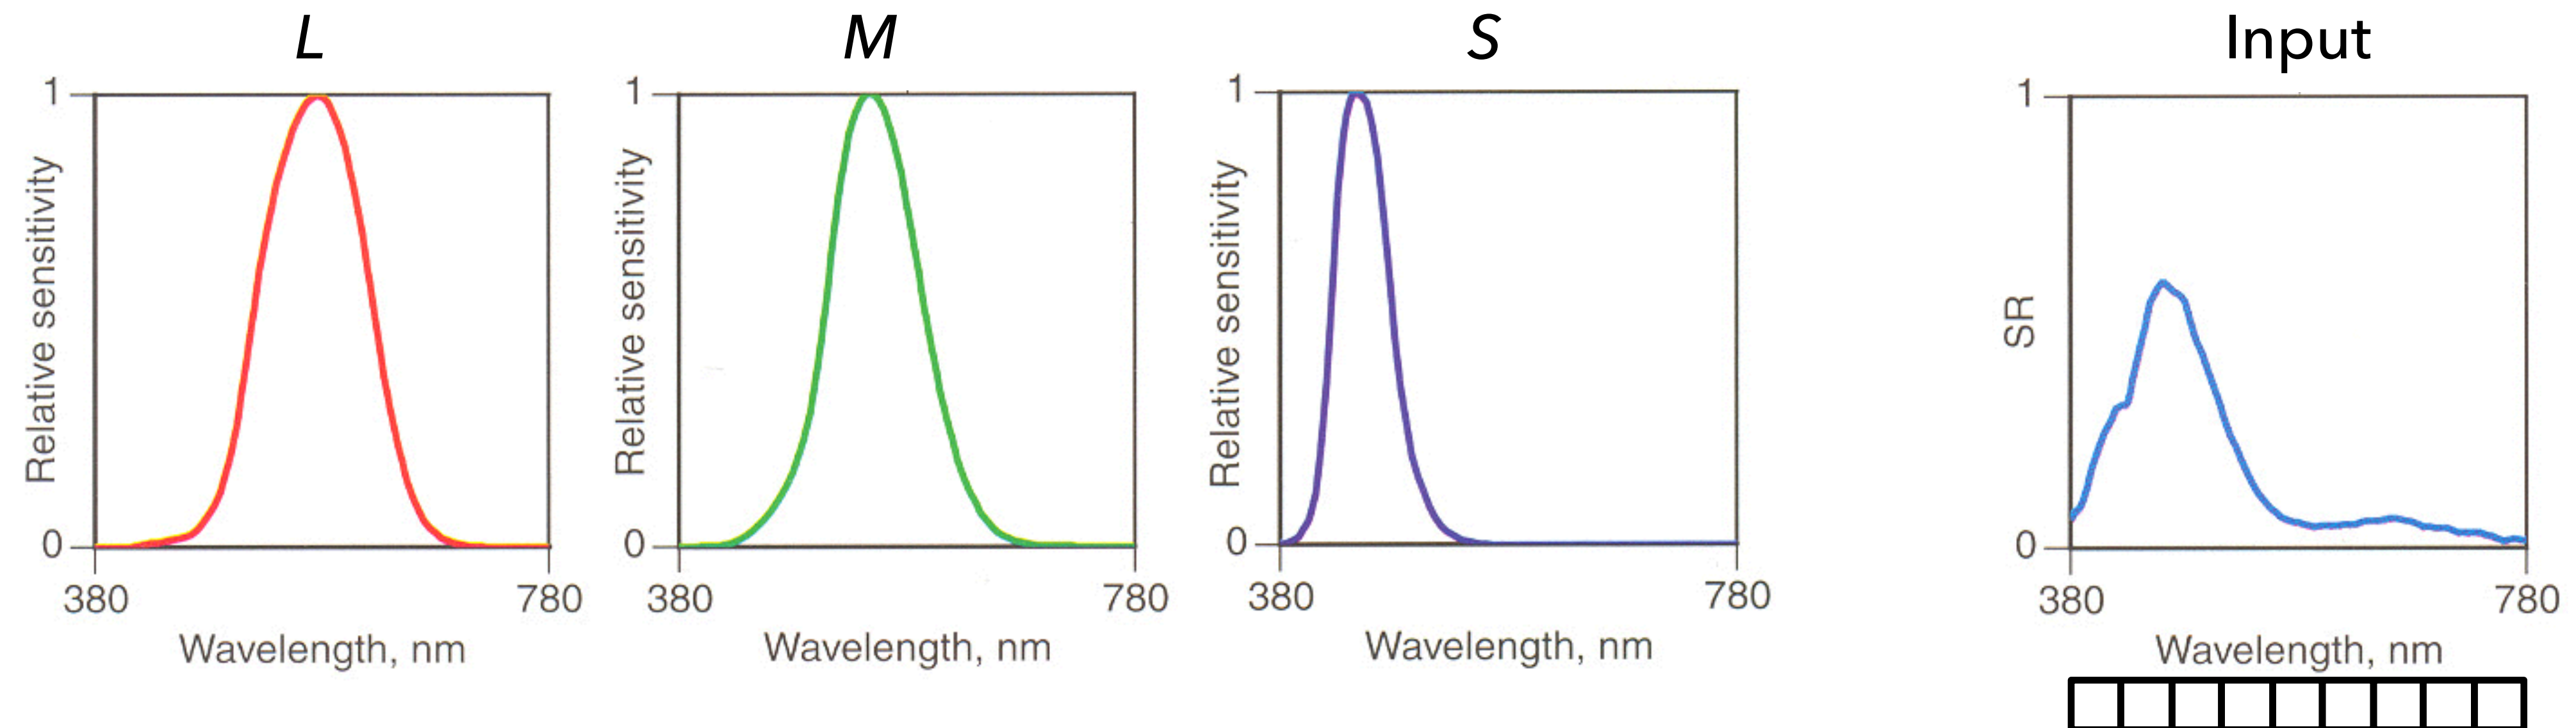 L
M
S
Input
1
Relative sensitivity
0
380
780
Wavelength, nm
1
Relative sensitivity
0
380
780
Wavelength, nm
1
Relative sensitivity
0
380
780
Wavelength, nm
1
SR
0
380
780
Wavelength, nm